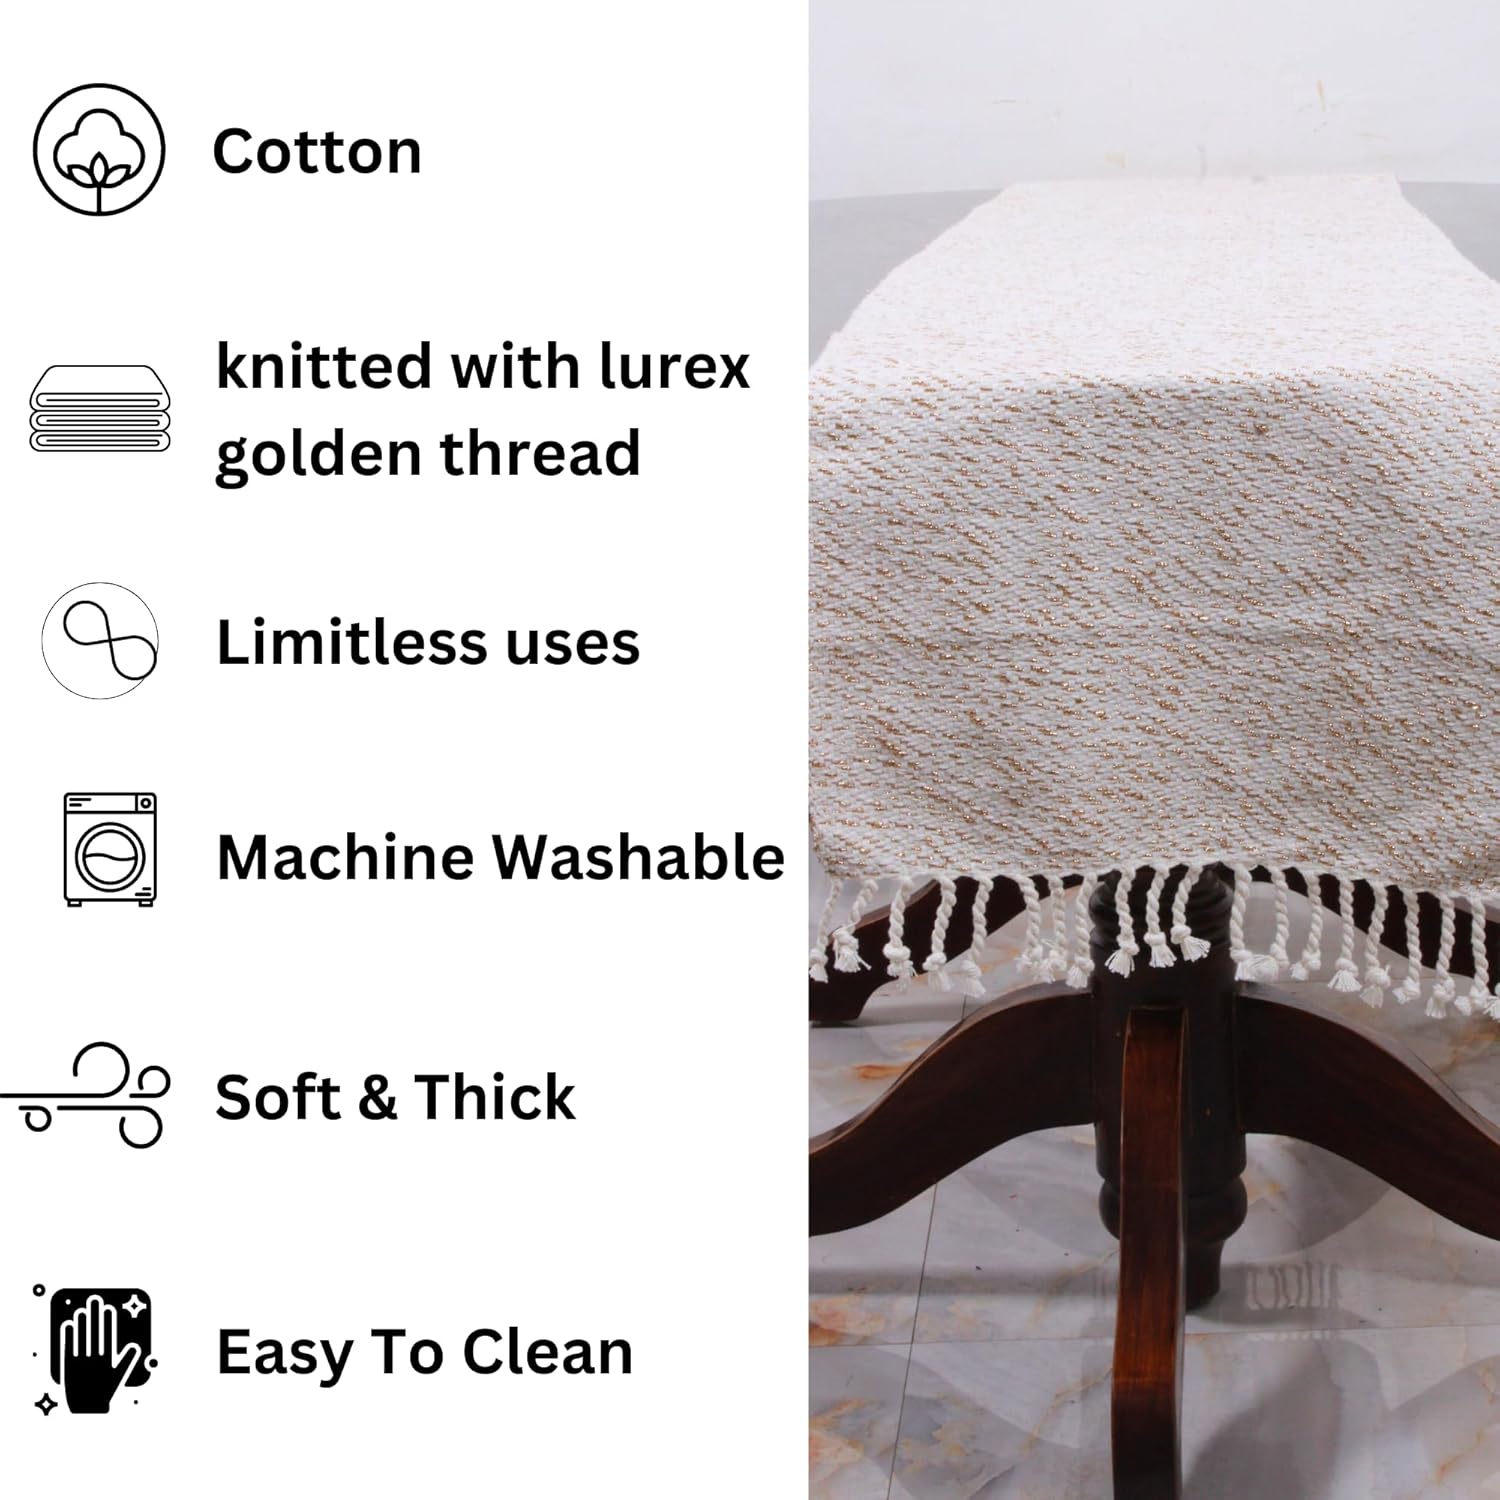 Cotton
knitted with lurex
golden thread
Limitless uses
Machine Washable
Soft & Thick
Easy To Clean